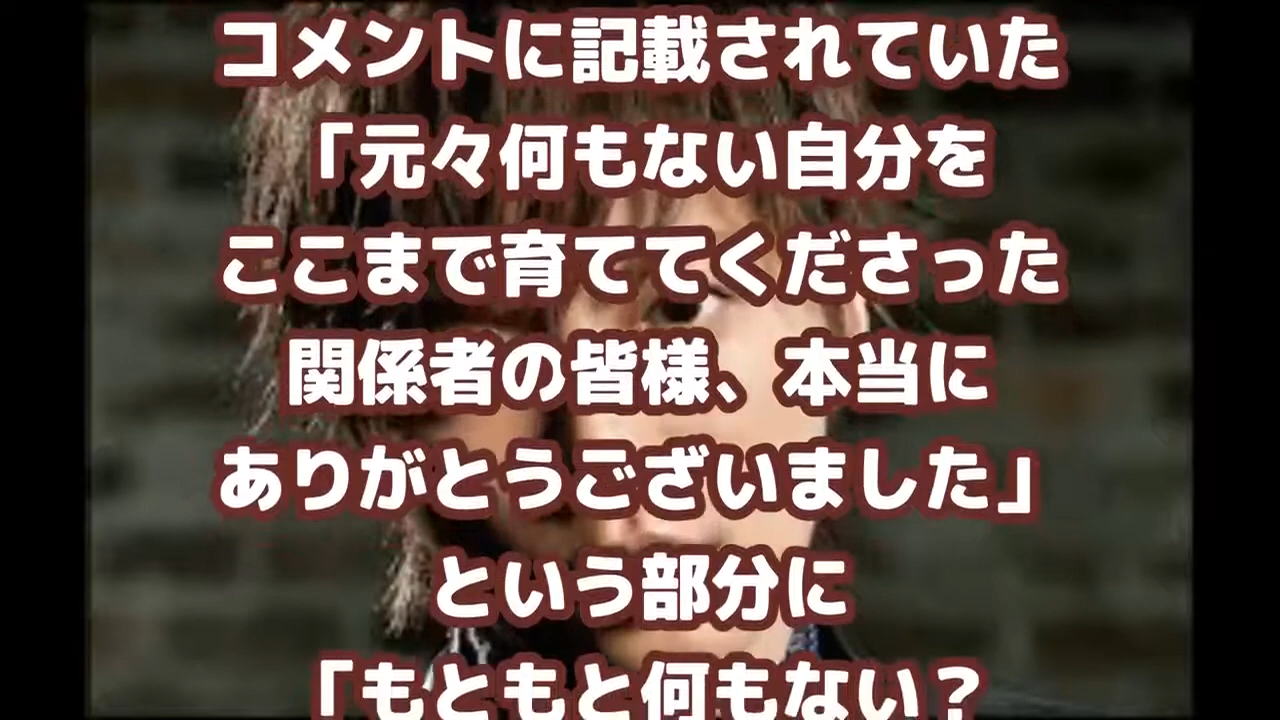 コメントに記載されていた
「元々何もない自分を
ここまで育ててくださった
関係者の皆様、本当に
ありがとうございました」
という部分に
「もともと何もない？